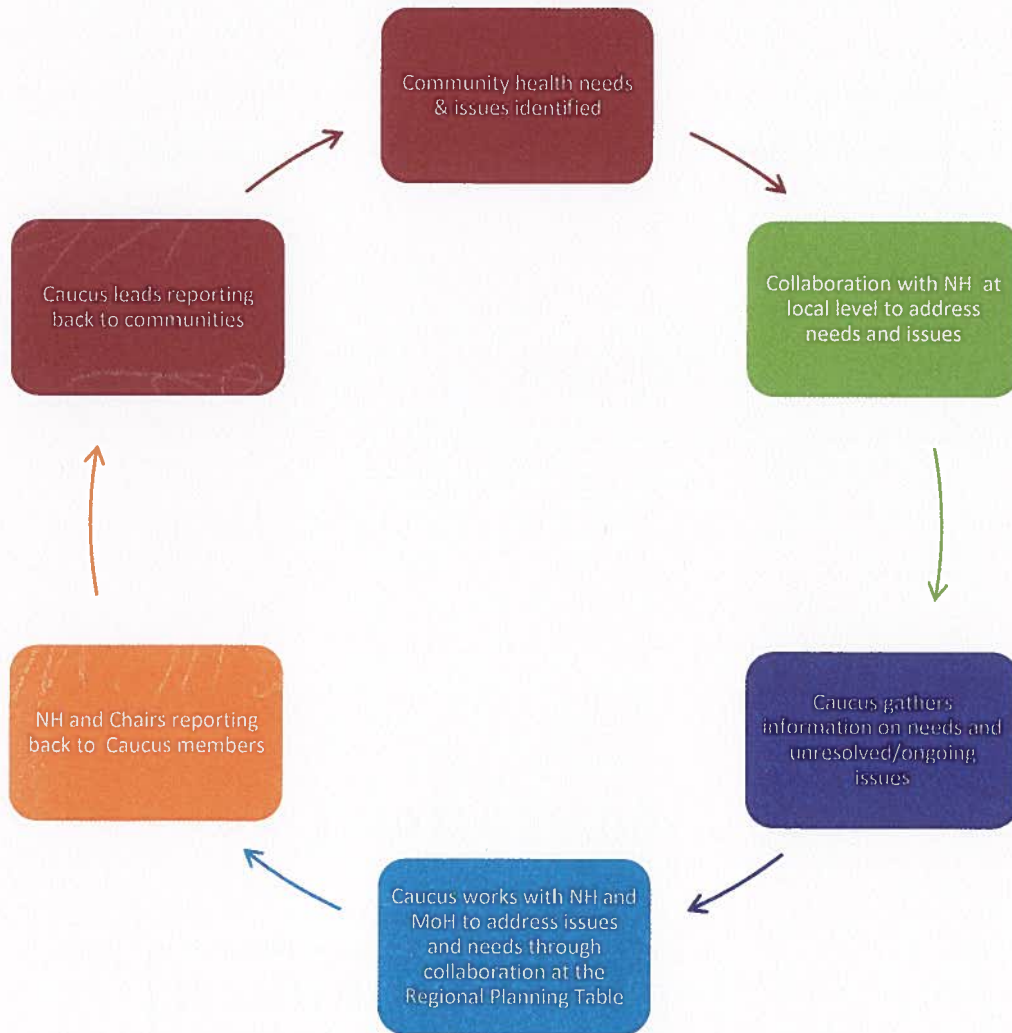 Community health needs
& issues identified
Collaboration with NH at
local level to address
needs and issues
Caucus gathers
information on needs and
unresolved/ongoing
issues
Caucus works with NH and
MoH to address issues
and needs through
collaboration at the
Regional Planning Table
NH and Chairs reporting
back to Caucus members
Caucus leads reporting
back to communities